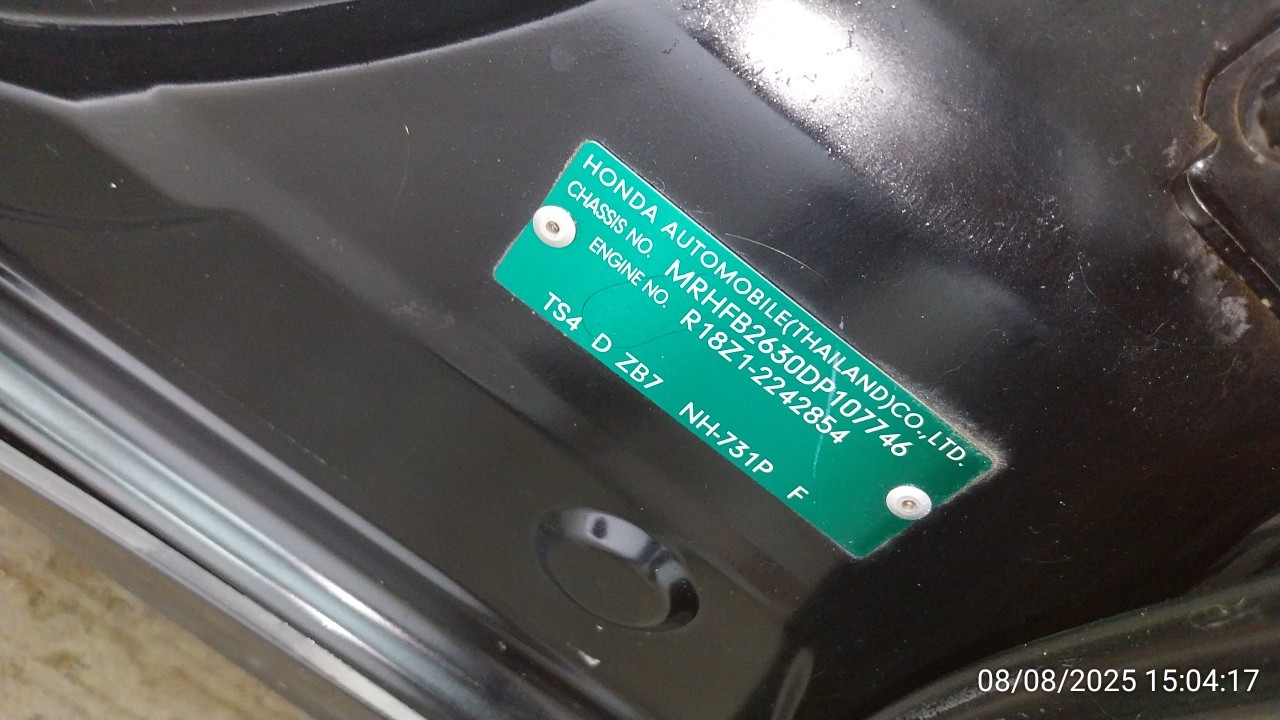 HONDA AUTOMOBILE(THAILAND)CO.,LTD.
CHASSIS NO. MRHFB2630DP107746
ENGINE NO. R18Z1-2242854
TS4 D ZB7 NH-731P F
08/08/2025 15:04:17